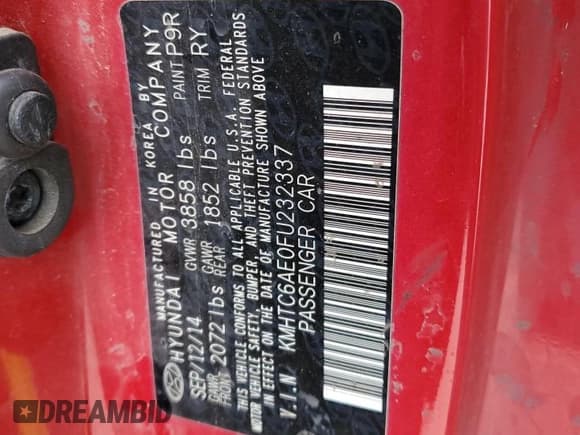 MANUFACTURED IN KOREA BY
HYUNDAI MOTOR COMPANY
SEP/12/14 GVWR 3858 lbs PAINT P9R
GAWR FRONT 2072 lbs GAWR REAR 1852 lbs TRIM RY
THIS VEHICLE CONFORMS TO ALL APPLICABLE U.S.A. FEDERAL
MOTOR VEHICLE SAFETY, BUMPER, AND THEFT PREVENTION STANDARDS
IN EFFECT ON THE DATE OF MANUFACTURE SHOWN ABOVE
V.I.N KMHTC6AE0FU232337
PASSENGER CAR
DREAMBID